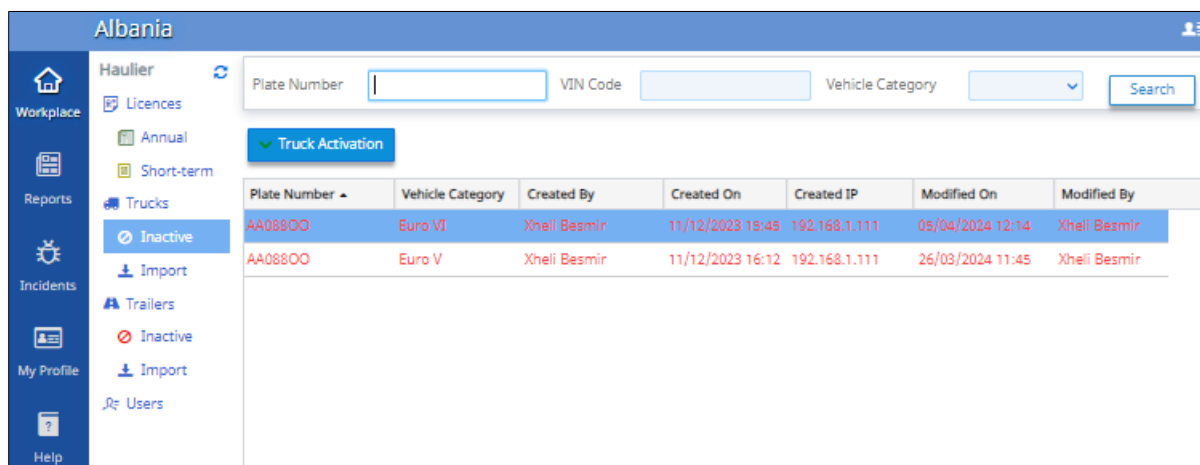 Albania
Workplace
Reports
Incidents
My Profile
Help
Haulier
Licences
Annual
Short-term
Trucks
Inactive
Import
Trailers
Inactive
Import
Users
Plate Number VIN Code Vehicle Category Search
Truck Activation
Plate Number Vehicle Category Created By Created On Created IP Modified On Modified By
AA088OO Euro VI Xheli Besmir 11/12/2023 15:45 192.168.1.111 05/04/2024 12:14 Xheli Besmir
AA088OO Euro V Xheli Besmir 11/12/2023 16:12 192.168.1.111 26/03/2024 11:45 Xheli Besmir